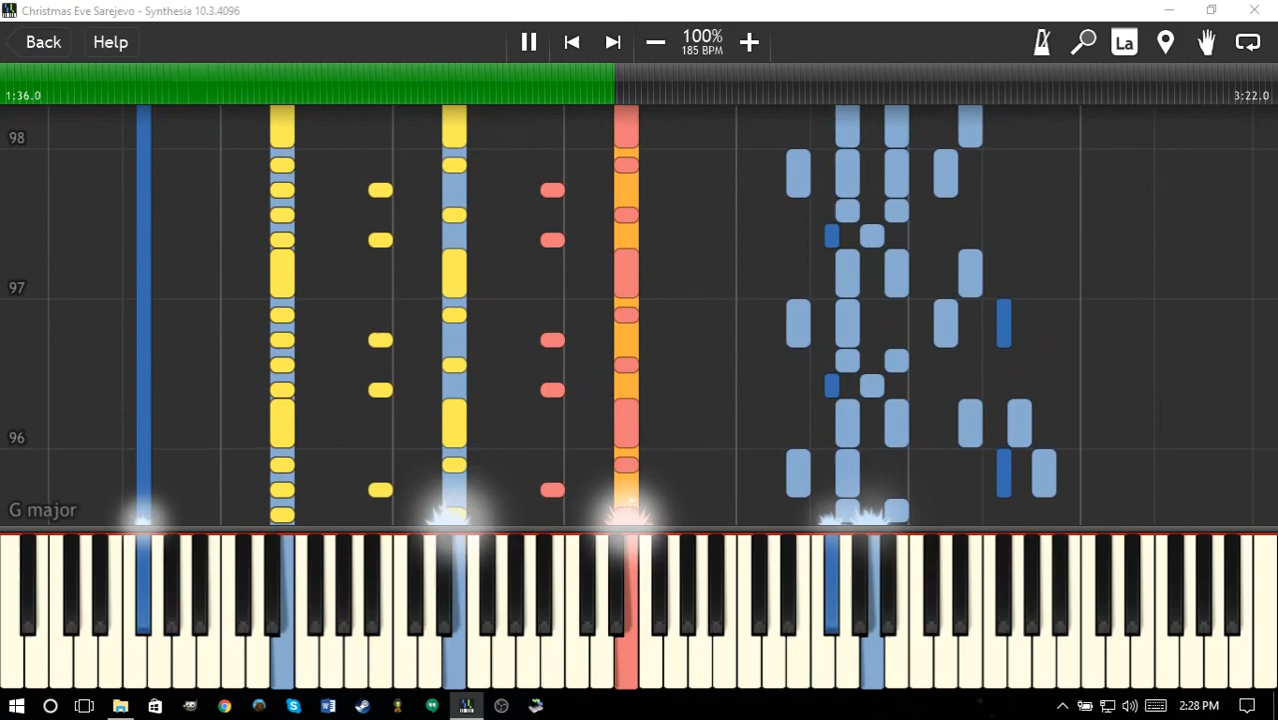 Christmas Eve Sarejevo - Synthesia 10.3.4096
Back
Help
100%
185 BPM
La
1:36.0
3:22.0
98
97
96
G major
2:28 PM